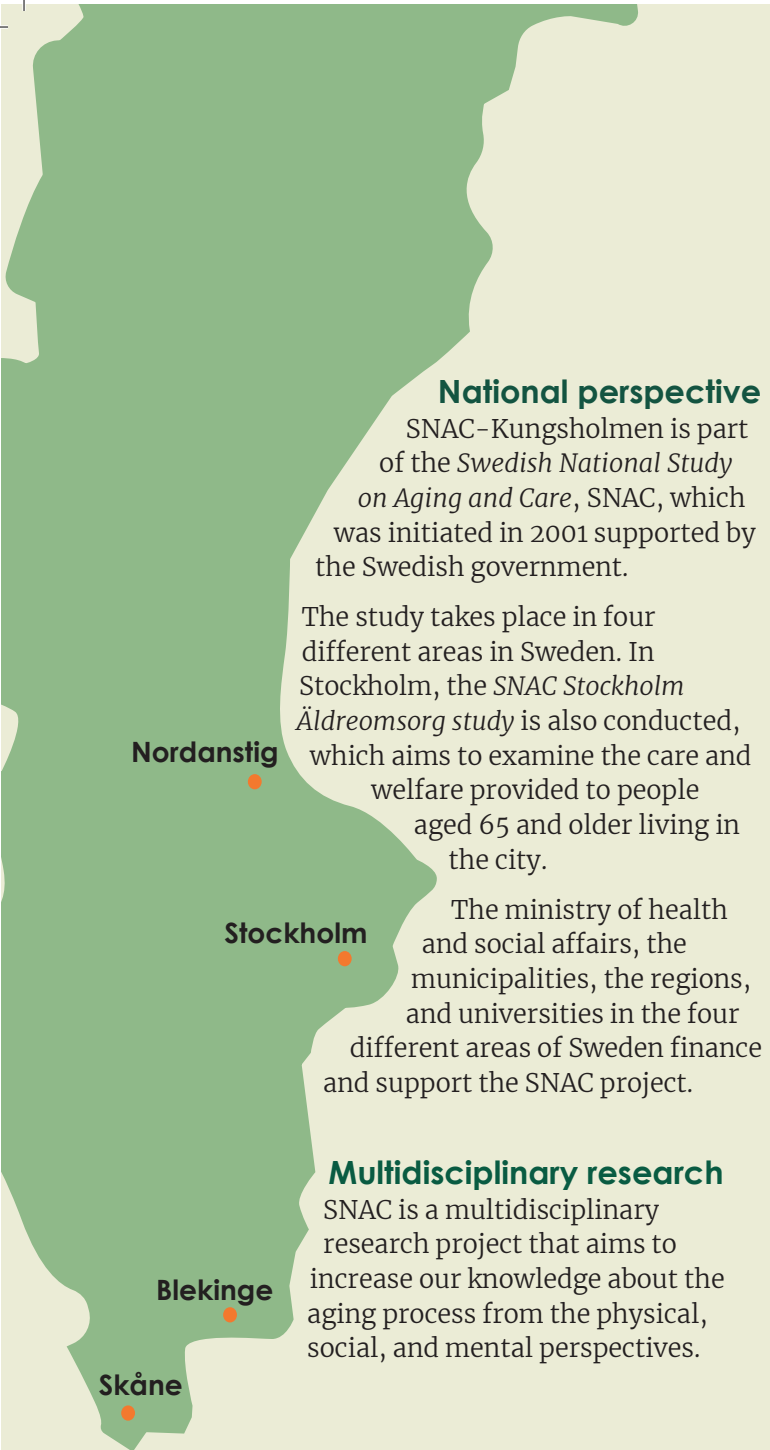 National perspective
SNAC-Kungsholmen is part
of the Swedish National Study
on Aging and Care, SNAC, which
was initiated in 2001 supported by
the Swedish government.
The study takes place in four
different areas in Sweden. In
Stockholm, the SNAC Stockholm
Äldreomsorg study is also conducted,
which aims to examine the care and
welfare provided to people
aged 65 and older living in
the city.
The ministry of health
and social affairs, the
municipalities, the regions,
and universities in the four
different areas of Sweden finance
and support the SNAC project.
Multidisciplinary research
SNAC is a multidisciplinary
research project that aims to
increase our knowledge about the
aging process from the physical,
social, and mental perspectives.
Nordanstig
Stockholm
Blekinge
Skåne